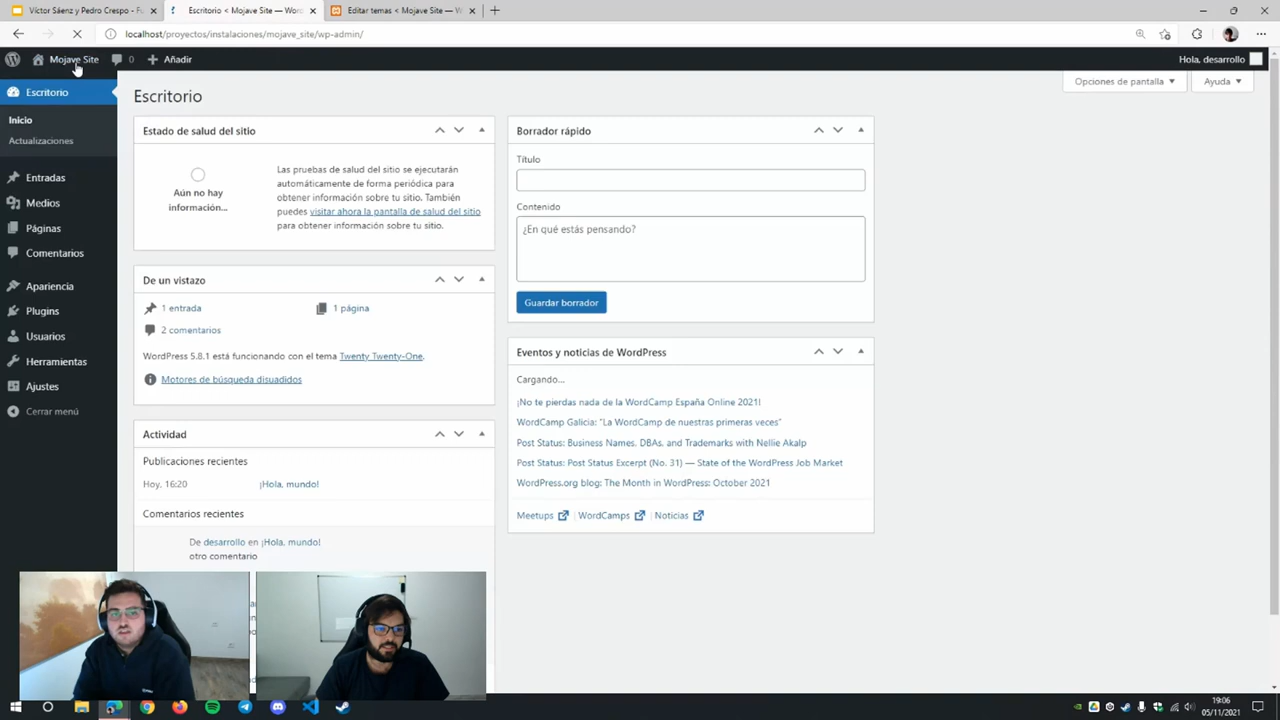 Víctor Sáenz y Pedro Crespo - Fu
Escritorio < Mojave Site — Wor
Editar temas < Mojave Site — W
localhost/proyectos/instalaciones/mojave_site/wp-admin/
Mojave Site
0
Añadir
Hola, desarrollo
Opciones de pantalla
Ayuda
Escritorio
Inicio
Actualizaciones
Entradas
Medios
Páginas
Comentarios
Apariencia
Plugins
Usuarios
Herramientas
Ajustes
Cerrar menú
Escritorio
Estado de salud del sitio
Aún no hay
información...
Las pruebas de salud del sitio se ejecutarán
automáticamente de forma periódica para
obtener información sobre tu sitio. También
puedes visitar ahora la pantalla de salud del sitio
para obtener información sobre tu sitio.
De un vistazo
1 entrada
1 página
2 comentarios
WordPress 5.8.1 está funcionando con el tema Twenty Twenty-One.
Motores de búsqueda disuadidos
Actividad
Publicaciones recientes
Hoy, 16:20
¡Hola, mundo!
Comentarios recientes
De desarrollo en ¡Hola, mundo!
otro comentario
Borrador rápido
Título
Contenido
¿En qué estás pensando?
Guardar borrador
Eventos y noticias de WordPress
Cargando...
¡No te pierdas nada de la WordCamp España Online 2021!
WordCamp Galicia: "La WordCamp de nuestras primeras veces"
Post Status: Business Names, DBAs, and Trademarks with Nellie Akalp
Post Status: Post Status Excerpt (No. 31) — State of the WordPress Job Market
WordPress.org blog: The Month in WordPress: October 2021
Meetups
WordCamps
Noticias
19:06
05/11/2021